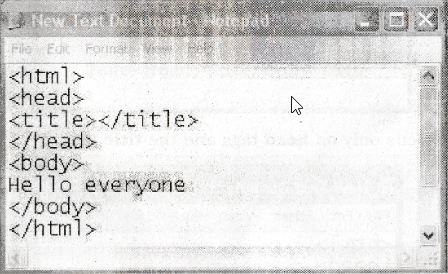 New Text Document - Notepad
File Edit Format View Help
<html>
<head>
<title></title>
</head>
<body>
Hello everyone
</body>
</html>